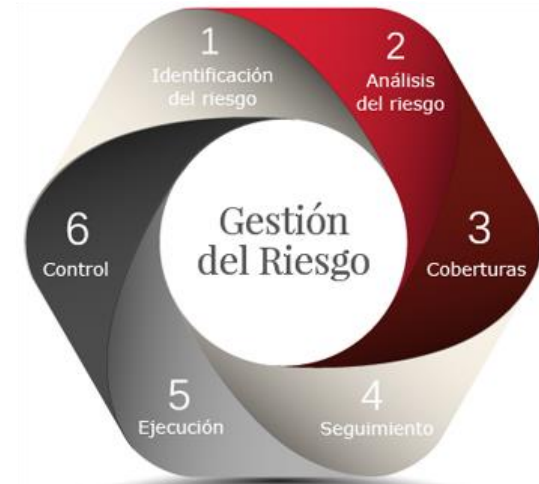 1
Identificación
del riesgo
2
Análisis
del riesgo
3
Coberturas
4
Seguimiento
5
Ejecución
6
Control
Gestión
del Riesgo